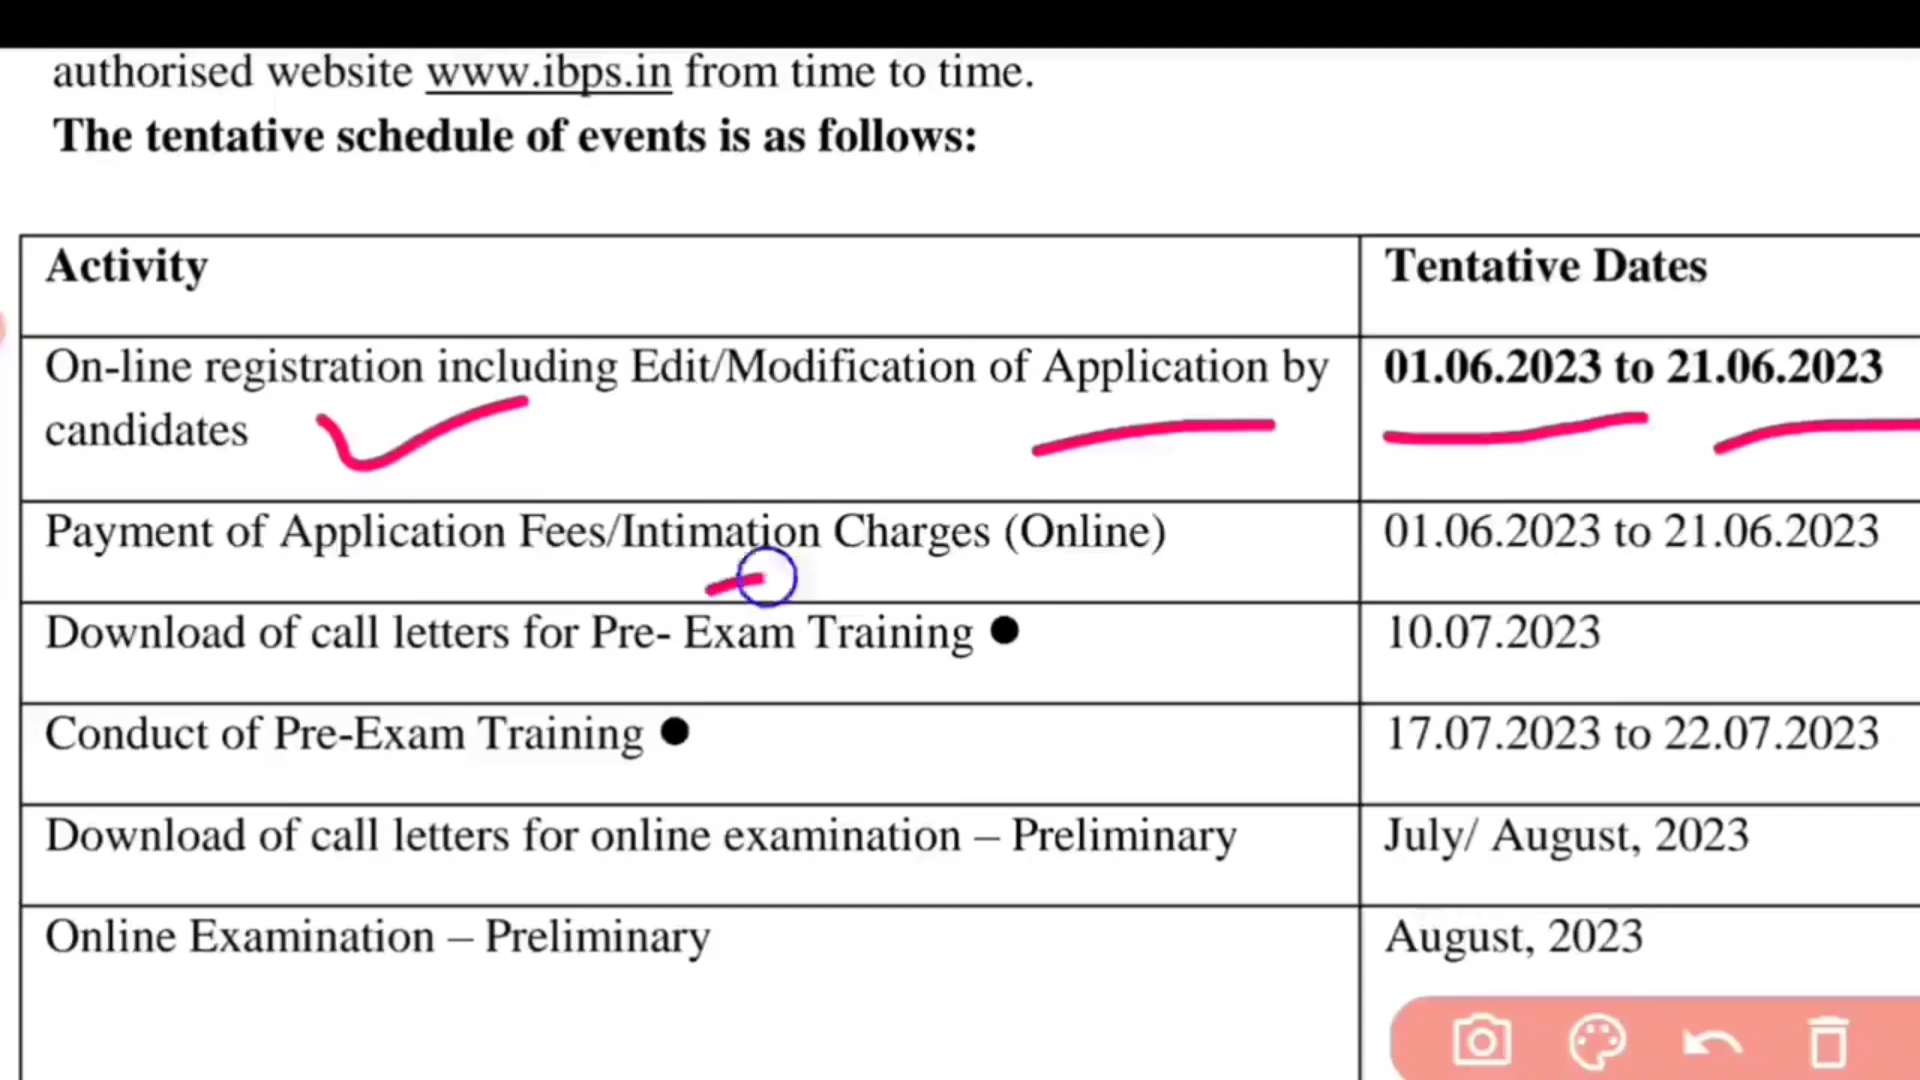 authorised website www.ibps.in from time to time.
The tentative schedule of events is as follows:
Activity
Tentative Dates
On-line registration including Edit/Modification of Application by
candidates
01.06.2023 to 21.06.2023
Payment of Application Fees/Intimation Charges (Online)
01.06.2023 to 21.06.2023
Download of call letters for Pre- Exam Training ●
10.07.2023
Conduct of Pre-Exam Training ●
17.07.2023 to 22.07.2023
Download of call letters for online examination – Preliminary
July/ August, 2023
Online Examination – Preliminary
August, 2023